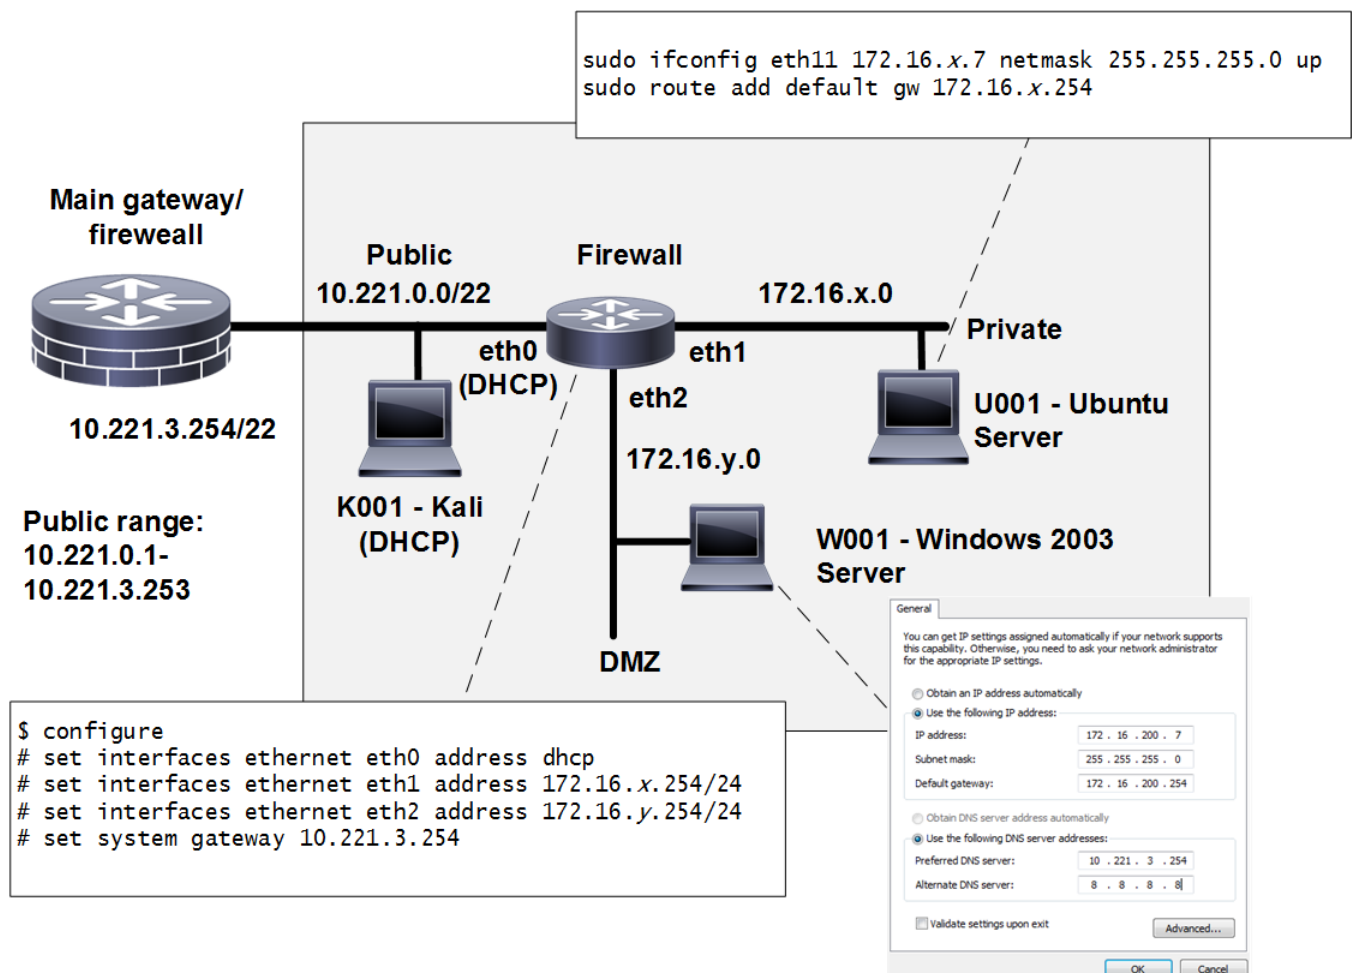 sudo ifconfig eth11 172.16.x.7 netmask 255.255.255.0 up
sudo route add default gw 172.16.x.254
Main gateway/
fireweall
Public
10.221.0.0/22
Firewall
172.16.x.0
Private
eth0
(DHCP)
eth1
eth2
10.221.3.254/22
172.16.y.0
U001 - Ubuntu
Server
K001 - Kali
(DHCP)
Public range:
10.221.0.1-
10.221.3.253
W001 - Windows 2003
Server
DMZ
$ configure
# set interfaces ethernet eth0 address dhcp
# set interfaces ethernet eth1 address 172.16.x.254/24
# set interfaces ethernet eth2 address 172.16.y.254/24
# set system gateway 10.221.3.254
General
You can get IP settings assigned automatically if your network supports
this capability. Otherwise, you need to ask your network administrator
for the appropriate IP settings.
Obtain an IP address automatically
Use the following IP address:
IP address: 172 . 16 . 200 . 7
Subnet mask: 255 . 255 . 255 . 0
Default gateway: 172 . 16 . 200 . 254
Obtain DNS server address automatically
Use the following DNS server addresses:
Preferred DNS server: 10 . 221 . 3 . 254
Alternate DNS server: 8 . 8 . 8 . 8
Validate settings upon exit
Advanced...
OK Cancel